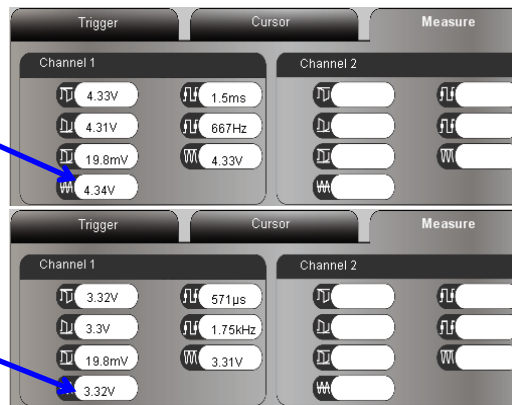 Trigger Cursor Measure
Channel 1 Channel 2
4.33V 1.5ms
4.31V 667Hz
19.8mV 4.33V
4.34V
Trigger Cursor Measure
Channel 1 Channel 2
3.32V 571µs
3.3V 1.75kHz
19.8mV 3.31V
3.32V